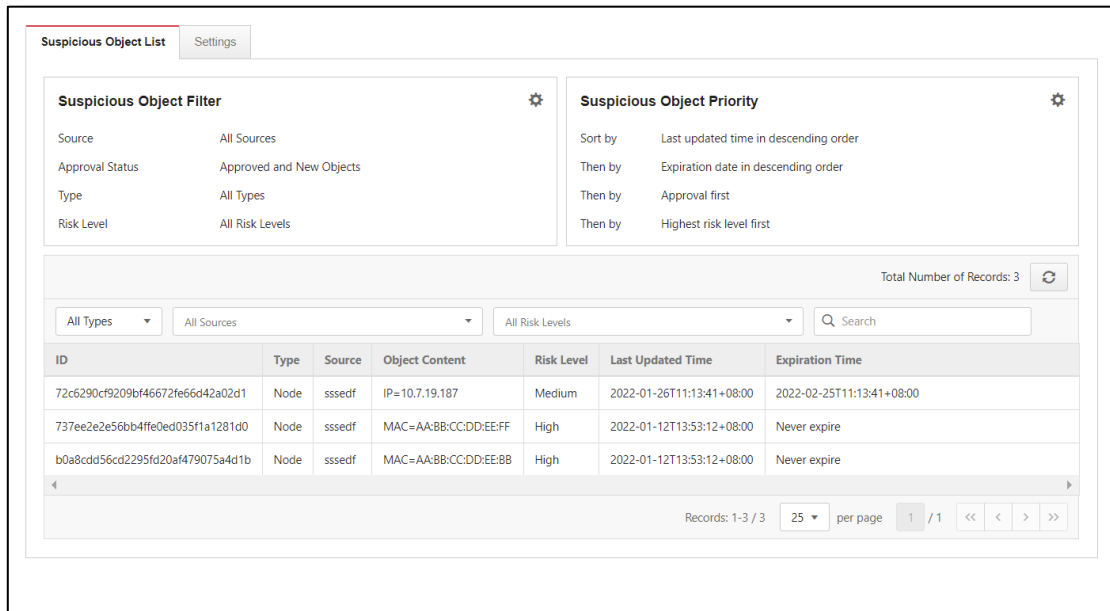 Suspicious Object List Settings
Suspicious Object Filter
Source All Sources
Approval Status Approved and New Objects
Type All Types
Risk Level All Risk Levels
Suspicious Object Priority
Sort by Last updated time in descending order
Then by Expiration date in descending order
Then by Approval first
Then by Highest risk level first
Total Number of Records: 3
All Types All Sources All Risk Levels Search
ID Type Source Object Content Risk Level Last Updated Time Expiration Time
72c6290cf9209bf46672fe66d42a02d1 Node sssedf IP=10.7.19.187 Medium 2022-01-26T11:13:41+08:00 2022-02-25T11:13:41+08:00
737ee2e2e56bb4ffe0ed035f1a1281d0 Node sssedf MAC=AA:BB:CC:DD:EE:FF High 2022-01-12T13:53:12+08:00 Never expire
b0a8cdd56cd2295fd20af479075a4d1b Node sssedf MAC=AA:BB:CC:DD:EE:BB High 2022-01-12T13:53:12+08:00 Never expire
Records: 1-3 / 3 25 per page 1 / 1 << < > >>